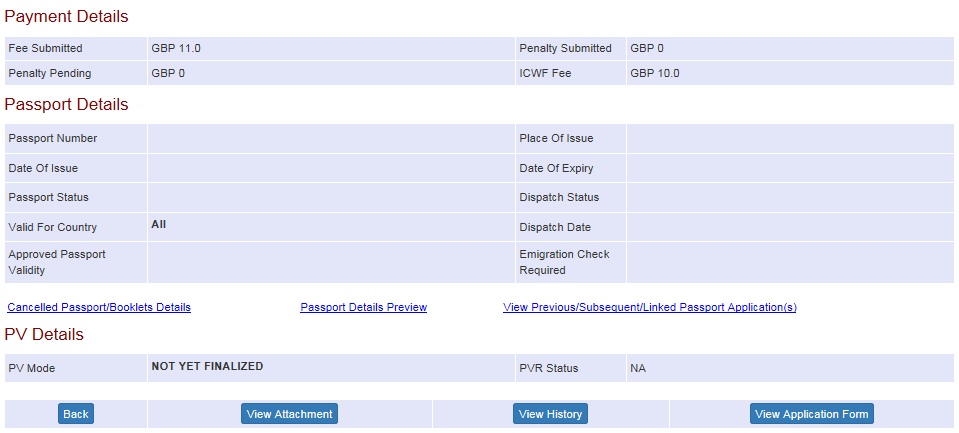 Payment Details
Fee Submitted GBP 11.0 Penalty Submitted GBP 0
Penalty Pending GBP 0 ICWF Fee GBP 10.0
Passport Details
Passport Number Place Of Issue
Date Of Issue Date Of Expiry
Passport Status Dispatch Status
Valid For Country All Dispatch Date
Approved Passport Validity Emigration Check Required
Cancelled Passport/Booklets Details Passport Details Preview View Previous/Subsequent/Linked Passport Application(s)
PV Details
PV Mode NOT YET FINALIZED PVR Status NA
Back View Attachment View History View Application Form